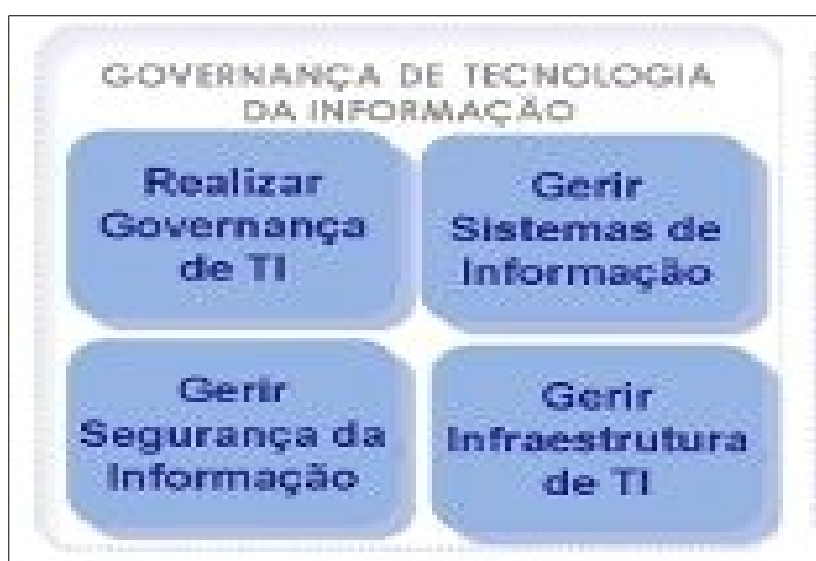 GOVERNANÇA DE TECNOLOGIA
DA INFORMAÇÃO
Realizar
Governança
de TI
Gerir
Sistemas de
Informação
Gerir
Segurança da
Informação
Gerir
Infraestrutura
de TI